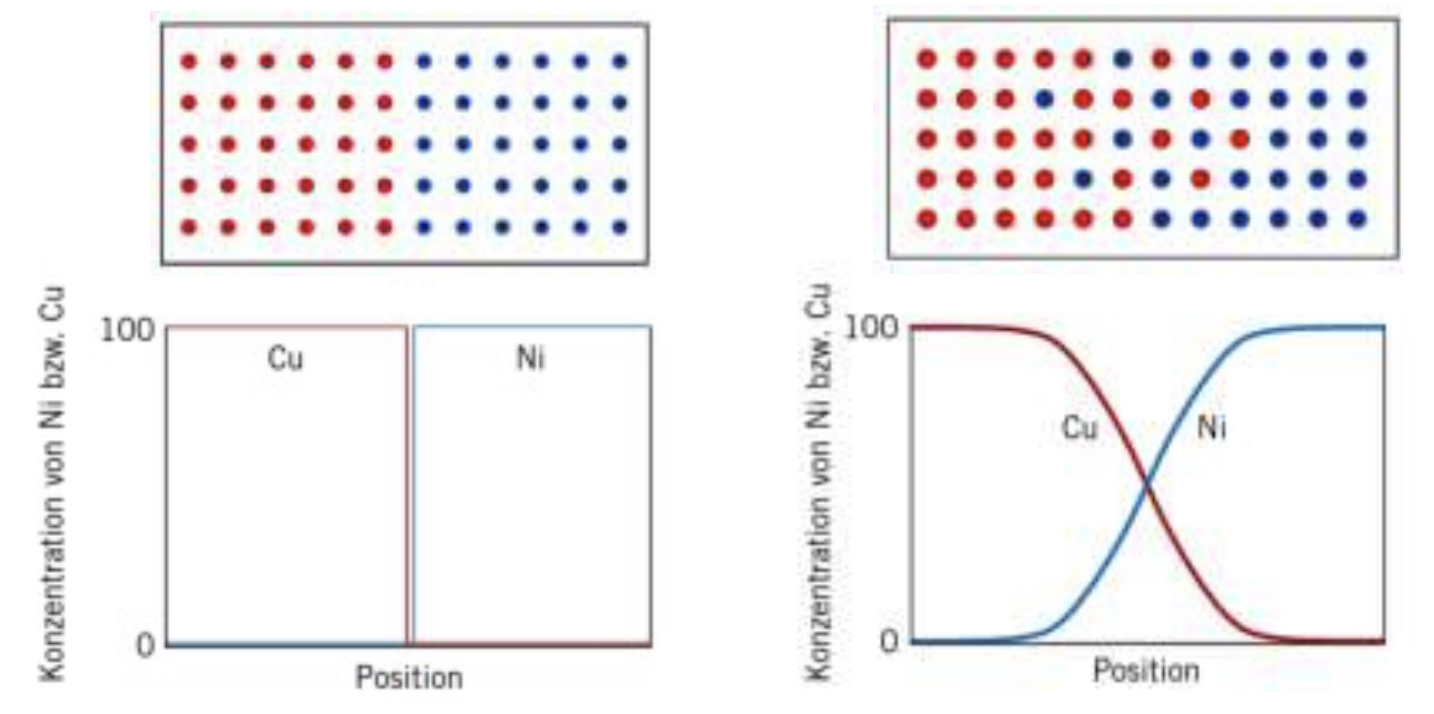 Konzentration von Ni bzw. Cu
100
Cu
Ni
0
Position
Konzentration von Ni bzw. Cu
100
Cu
Ni
0
Position